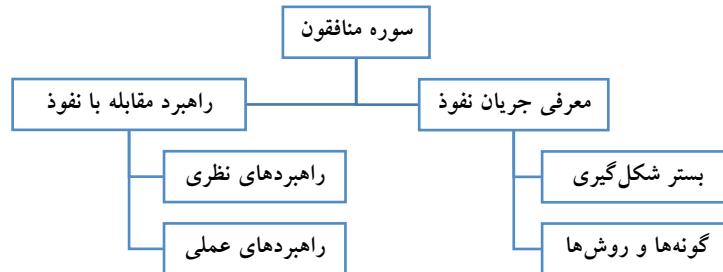 سوره منافقون
معرفی جریان نفوذ
راهبرد مقابله با نفوذ
بستر شکل‌گیری
راهبردهای نظری
گونه‌ها و روش‌ها
راهبردهای عملی